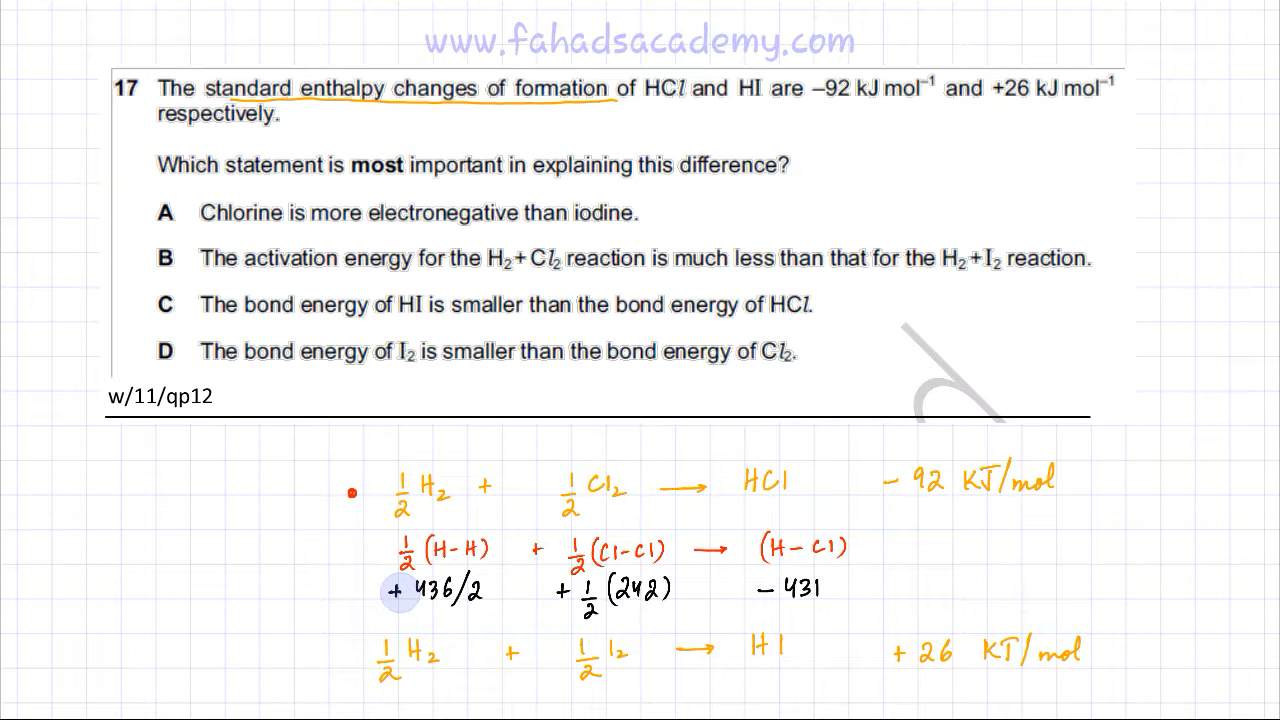 www.fahadsacademy.com
17 The standard enthalpy changes of formation of HCl and HI are –92 kJ mol⁻¹ and +26 kJ mol⁻¹
respectively.
Which statement is most important in explaining this difference?
A Chlorine is more electronegative than iodine.
B The activation energy for the H₂ + Cl₂ reaction is much less than that for the H₂ + I₂ reaction.
C The bond energy of HI is smaller than the bond energy of HCl.
D The bond energy of I₂ is smaller than the bond energy of Cl₂.
w/11/qp12
• 1/2 H₂ + 1/2 Cl₂ → HCl – 92 KJ/mol
1/2 (H–H) + 1/2 (Cl–Cl) → (H–Cl)
+ 436/2 + 1/2 (242) – 431
1/2 H₂ + 1/2 I₂ → HI + 26 KJ/mol